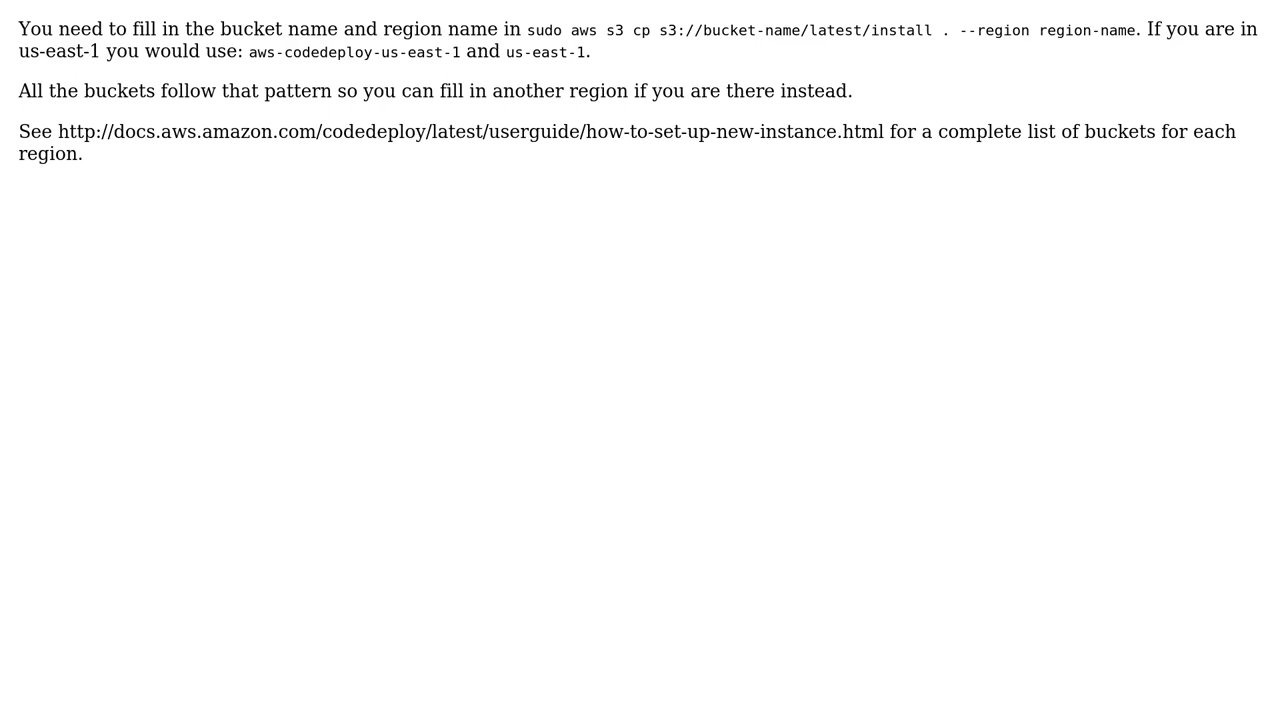 You need to fill in the bucket name and region name in sudo aws s3 cp s3://bucket-name/latest/install . --region region-name. If you are in
us-east-1 you would use: aws-codedeploy-us-east-1 and us-east-1.
All the buckets follow that pattern so you can fill in another region if you are there instead.
See http://docs.aws.amazon.com/codedeploy/latest/userguide/how-to-set-up-new-instance.html for a complete list of buckets for each
region.